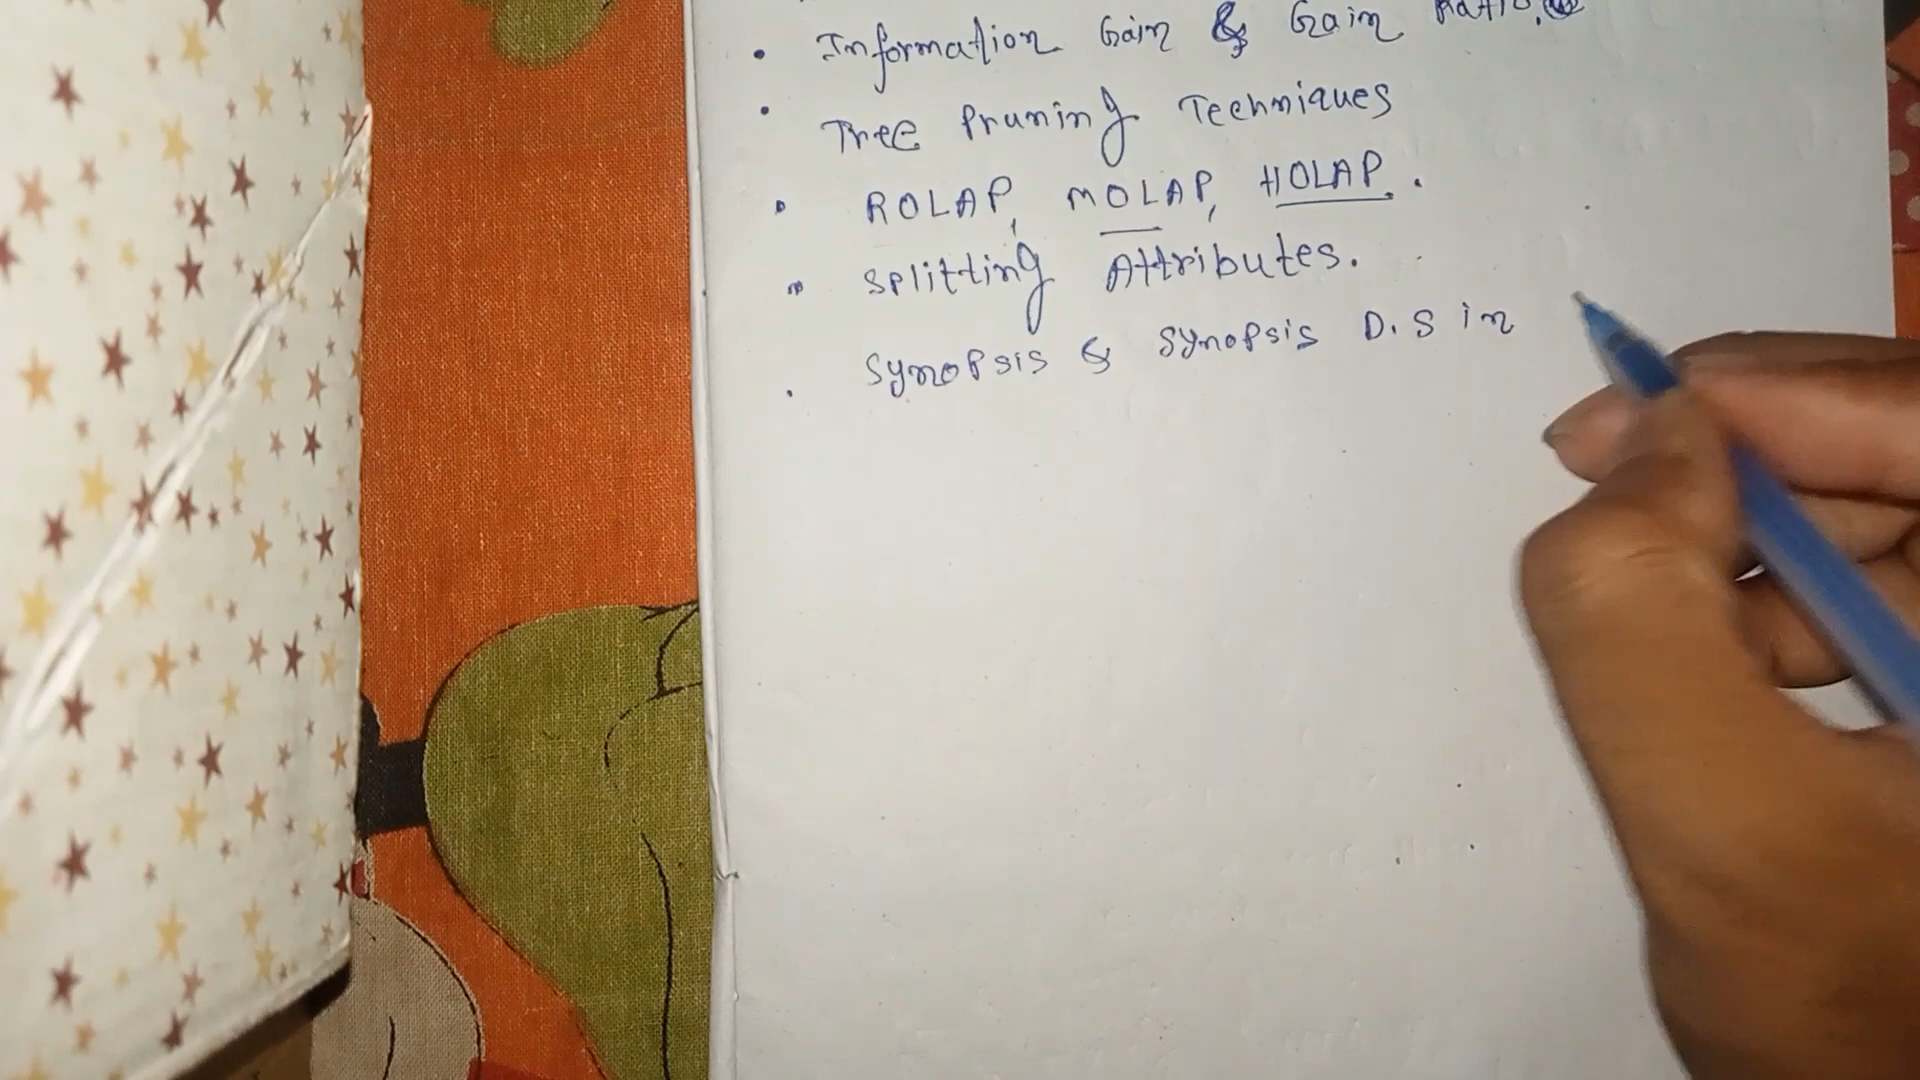 • Information Gain & Gain Ratio.
• Tree Pruning Techniques
• ROLAP, MOLAP, HOLAP.
• Splitting Attributes.
• Synopsis & Synopsis D.S in